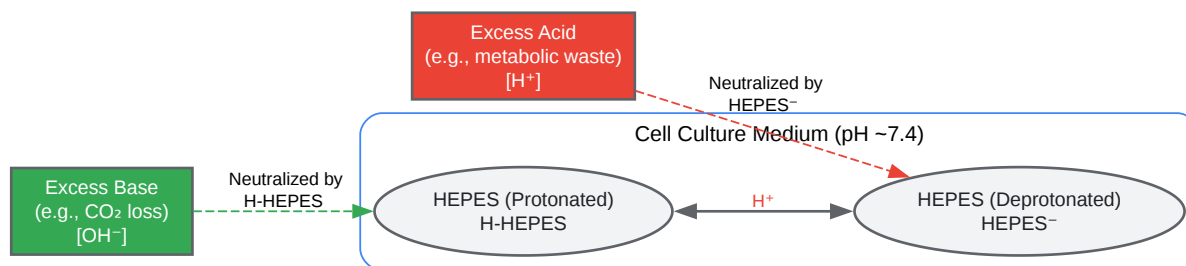 Excess Acid
(e.g., metabolic waste)
[H⁺]
Neutralized by
HEPES⁻
Cell Culture Medium (pH ~7.4)
Excess Base
(e.g., CO₂ loss)
[OH⁻]
Neutralized by
H-HEPES
HEPES (Protonated)
H-HEPES
H⁺
HEPES (Deprotonated)
HEPES⁻